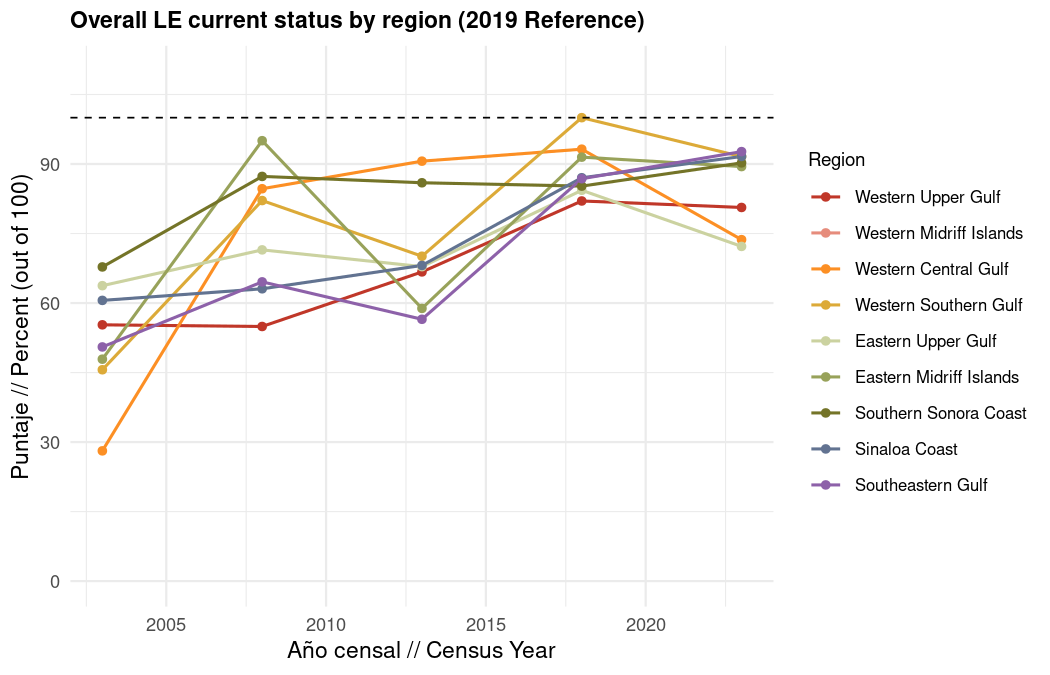 Overall LE current status by region (2019 Reference)
Puntaje // Percent (out of 100)
90
60
30
0
2005
2010
2015
2020
Año censal // Census Year
Region
Western Upper Gulf
Western Midriff Islands
Western Central Gulf
Western Southern Gulf
Eastern Upper Gulf
Eastern Midriff Islands
Southern Sonora Coast
Sinaloa Coast
Southeastern Gulf